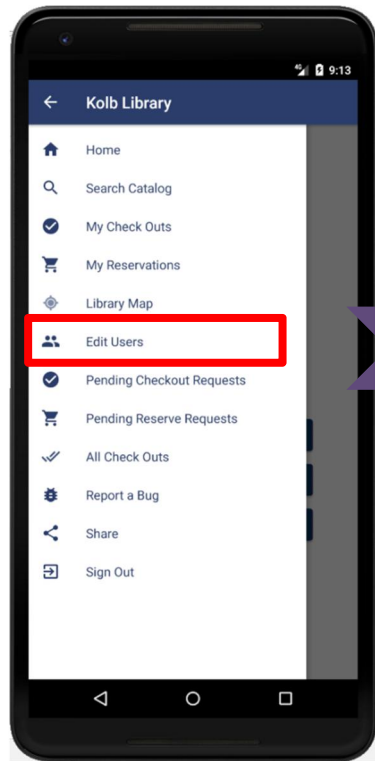 4G 9:13
Kolb Library
Home
Search Catalog
My Check Outs
My Reservations
Library Map
Edit Users
Pending Checkout Requests
Pending Reserve Requests
All Check Outs
Report a Bug
Share
Sign Out